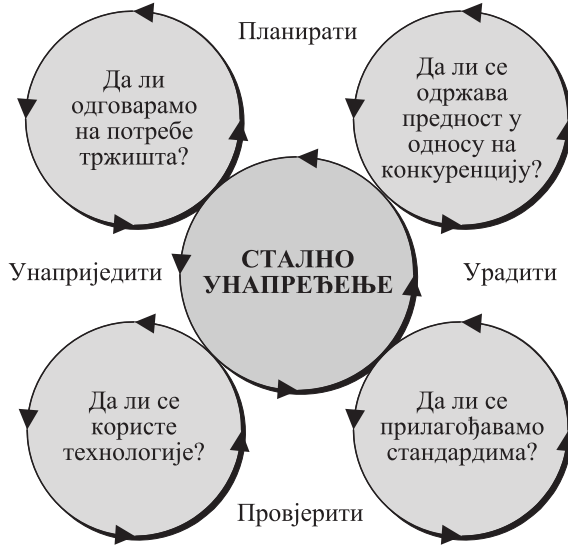 Планирати
Да ли
одговарамо
на потребе
тржишта?
Да ли се
одржава
предност у
односу на
конкуренцију?
СТАЛНО
УНАПРЕЂЕЊЕ
Унаприједити
Урадити
Да ли се
користе
технологије?
Да ли се
прилагођавамо
стандардима?
Провјерити